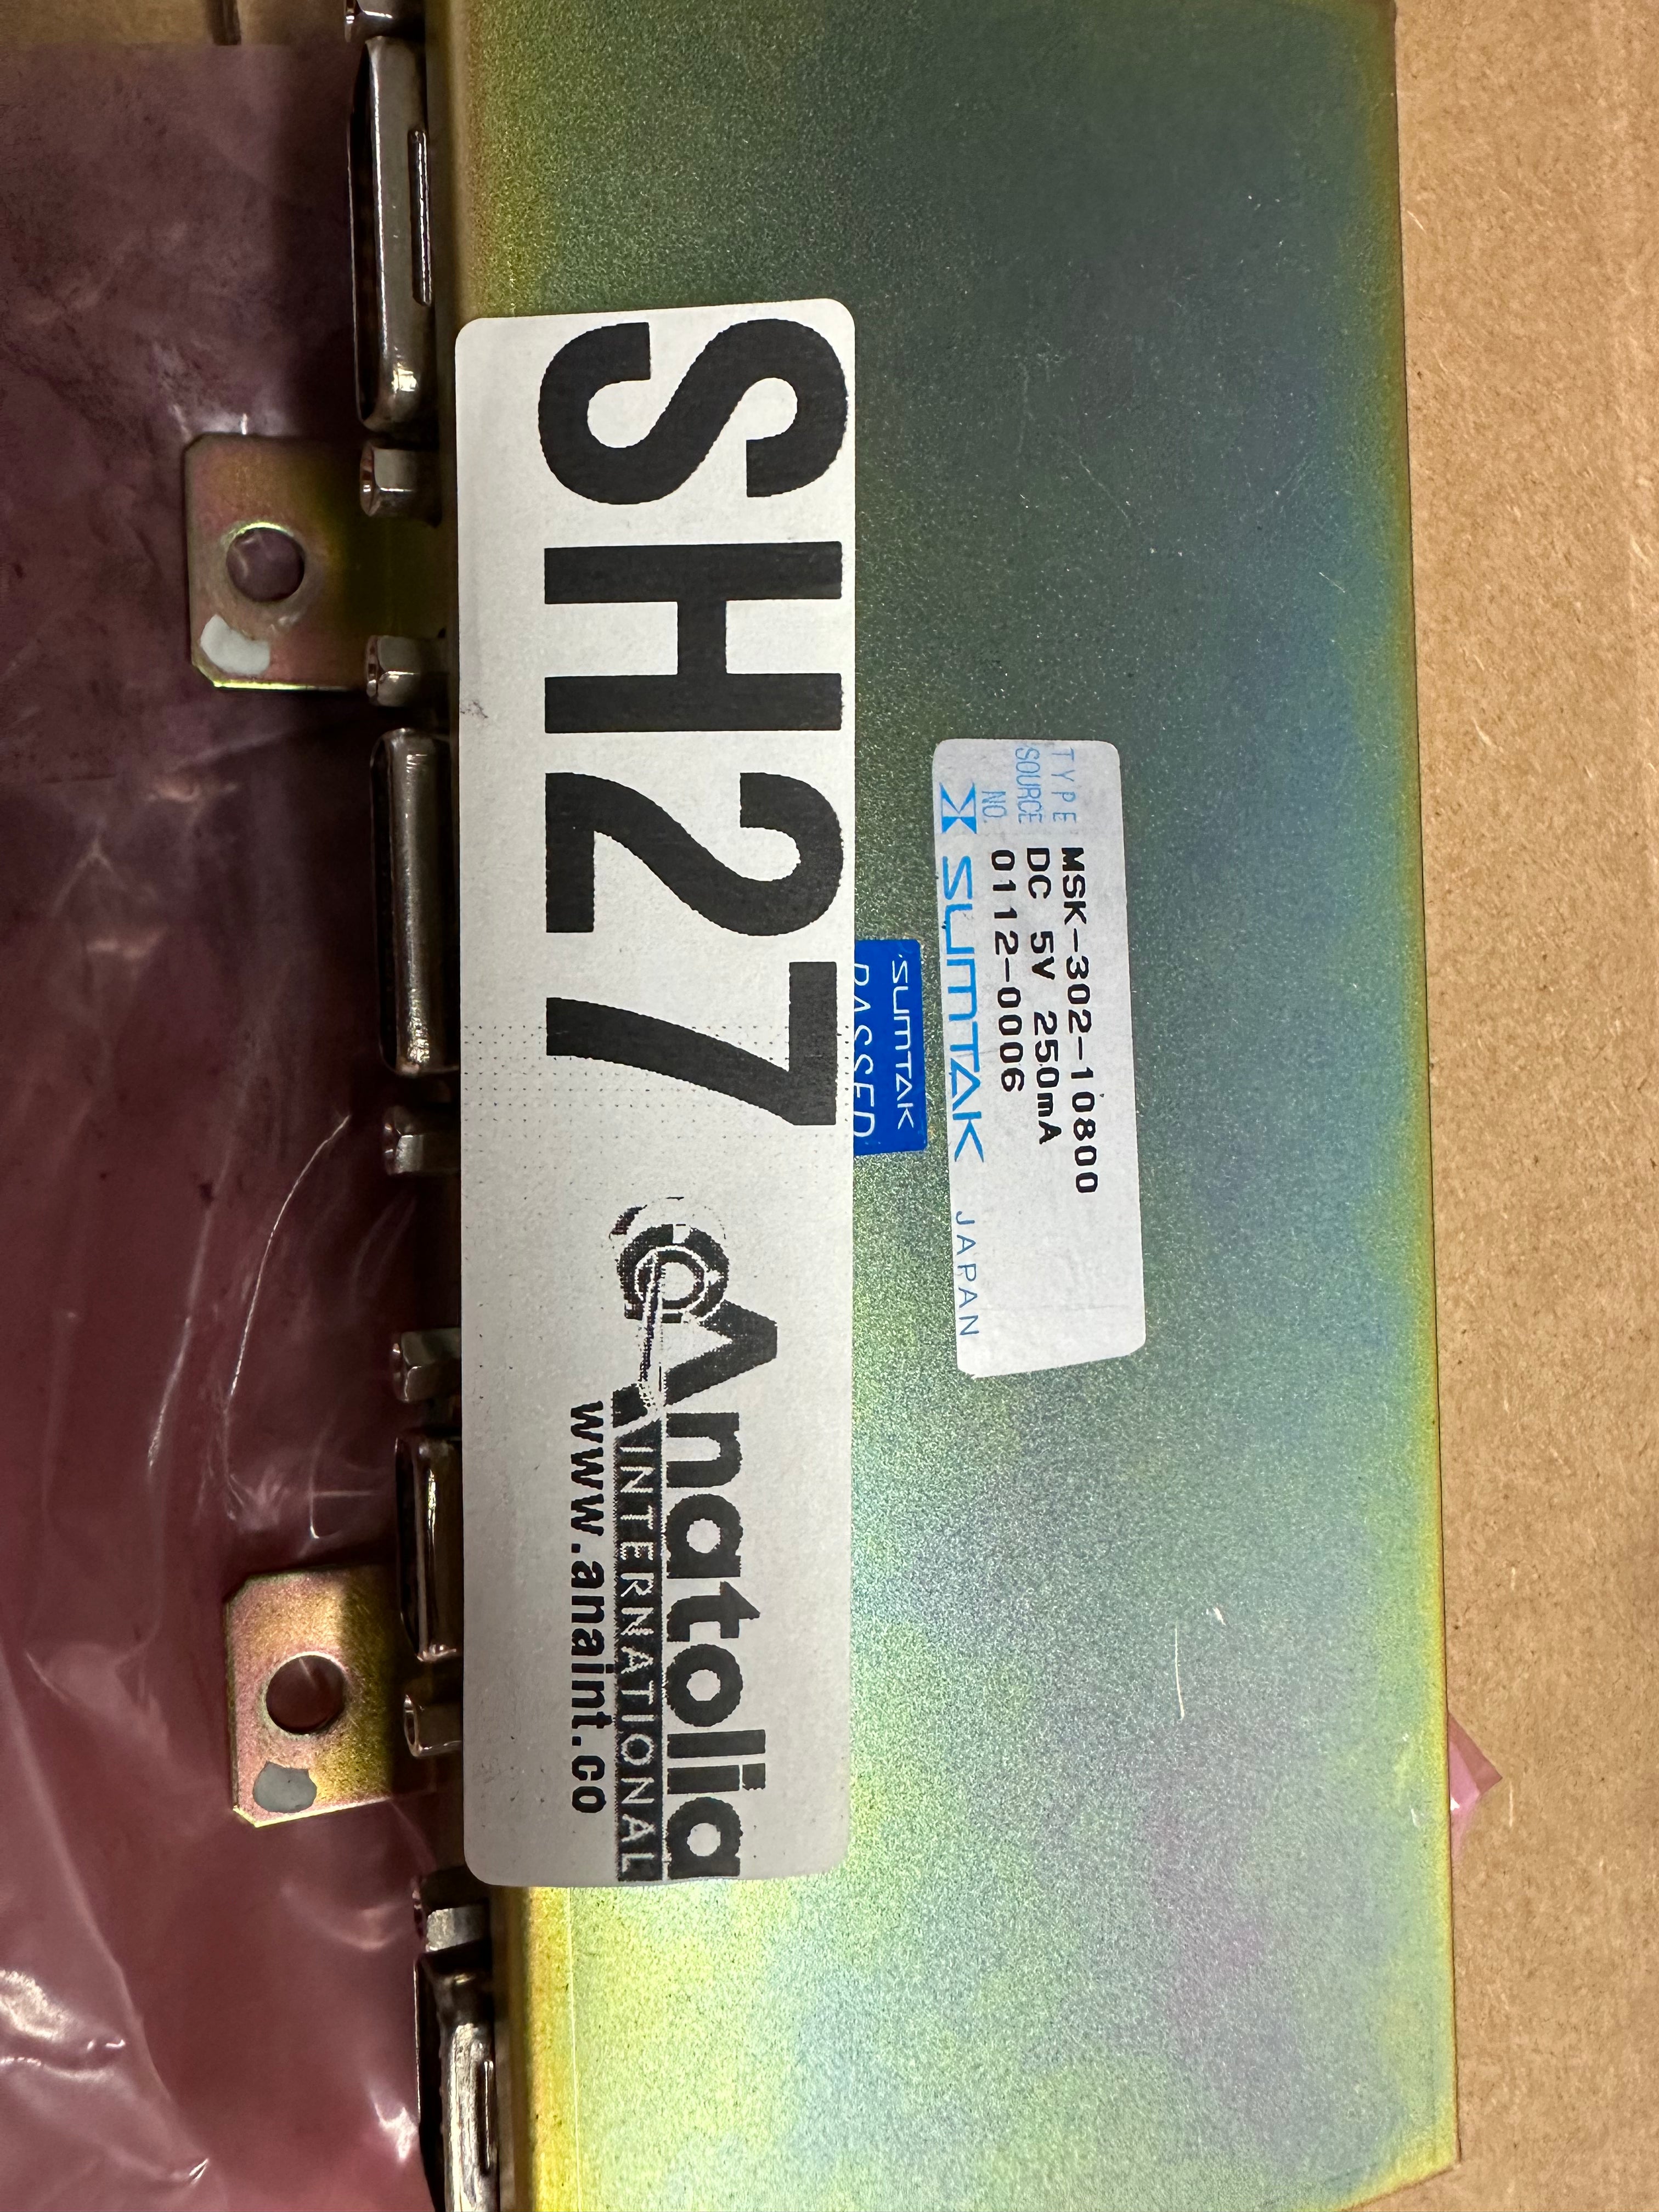 TYPE MSK-302-10800
SOURCE DC 5V 250mA
NO. 01112-0006
SUMTAK JAPAN
SUMTAK
PASSED
SH27
Anatolia
INTERNATIONAL
www.anaint.co